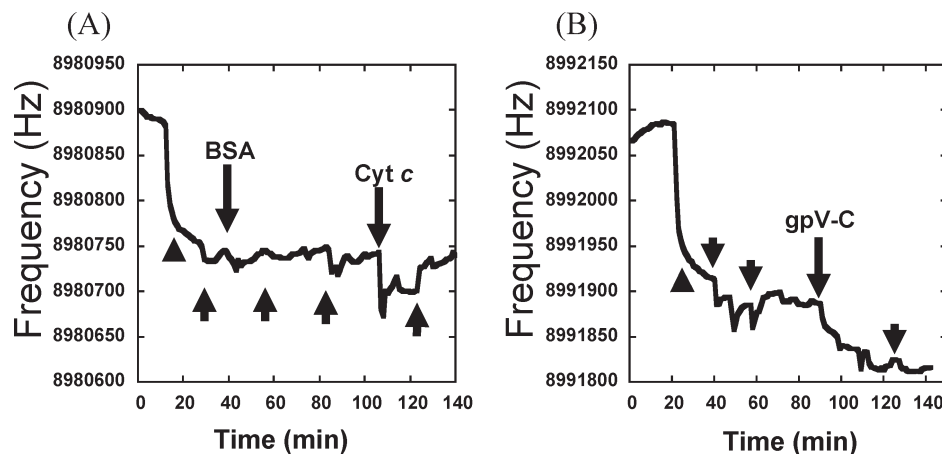 (A)
Frequency (Hz)
8980950
8980900
8980850
8980800
8980750
8980700
8980650
8980600
BSA
Cyt c
0 20 40 60 80 100 120 140
Time (min)
(B)
Frequency (Hz)
8992150
8992100
8992050
8992000
8991950
8991900
8991850
8991800
gpV-C
0 20 40 60 80 100 120 140
Time (min)